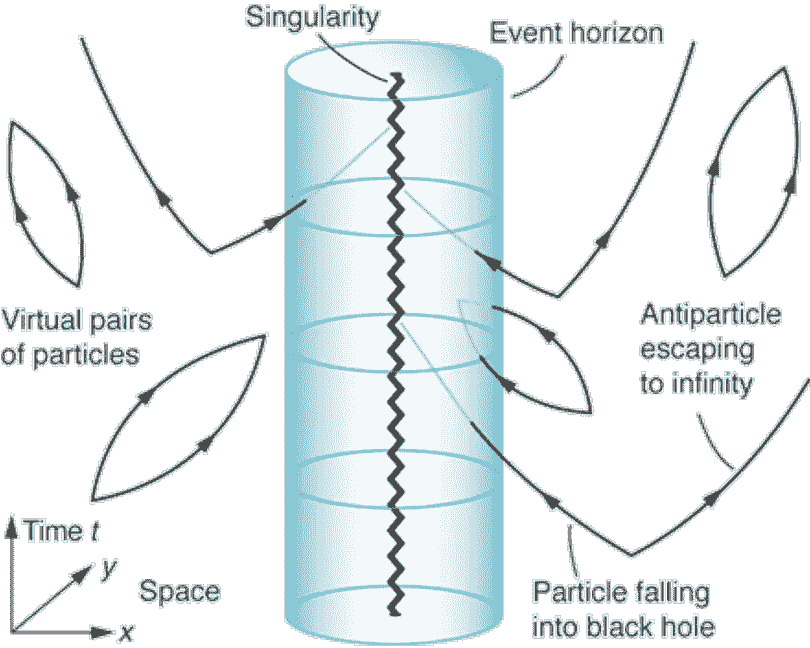 Singularity
Event horizon
Virtual pairs
of particles
Antiparticle
escaping
to infinity
Time t
y
Space
x
Particle falling
into black hole